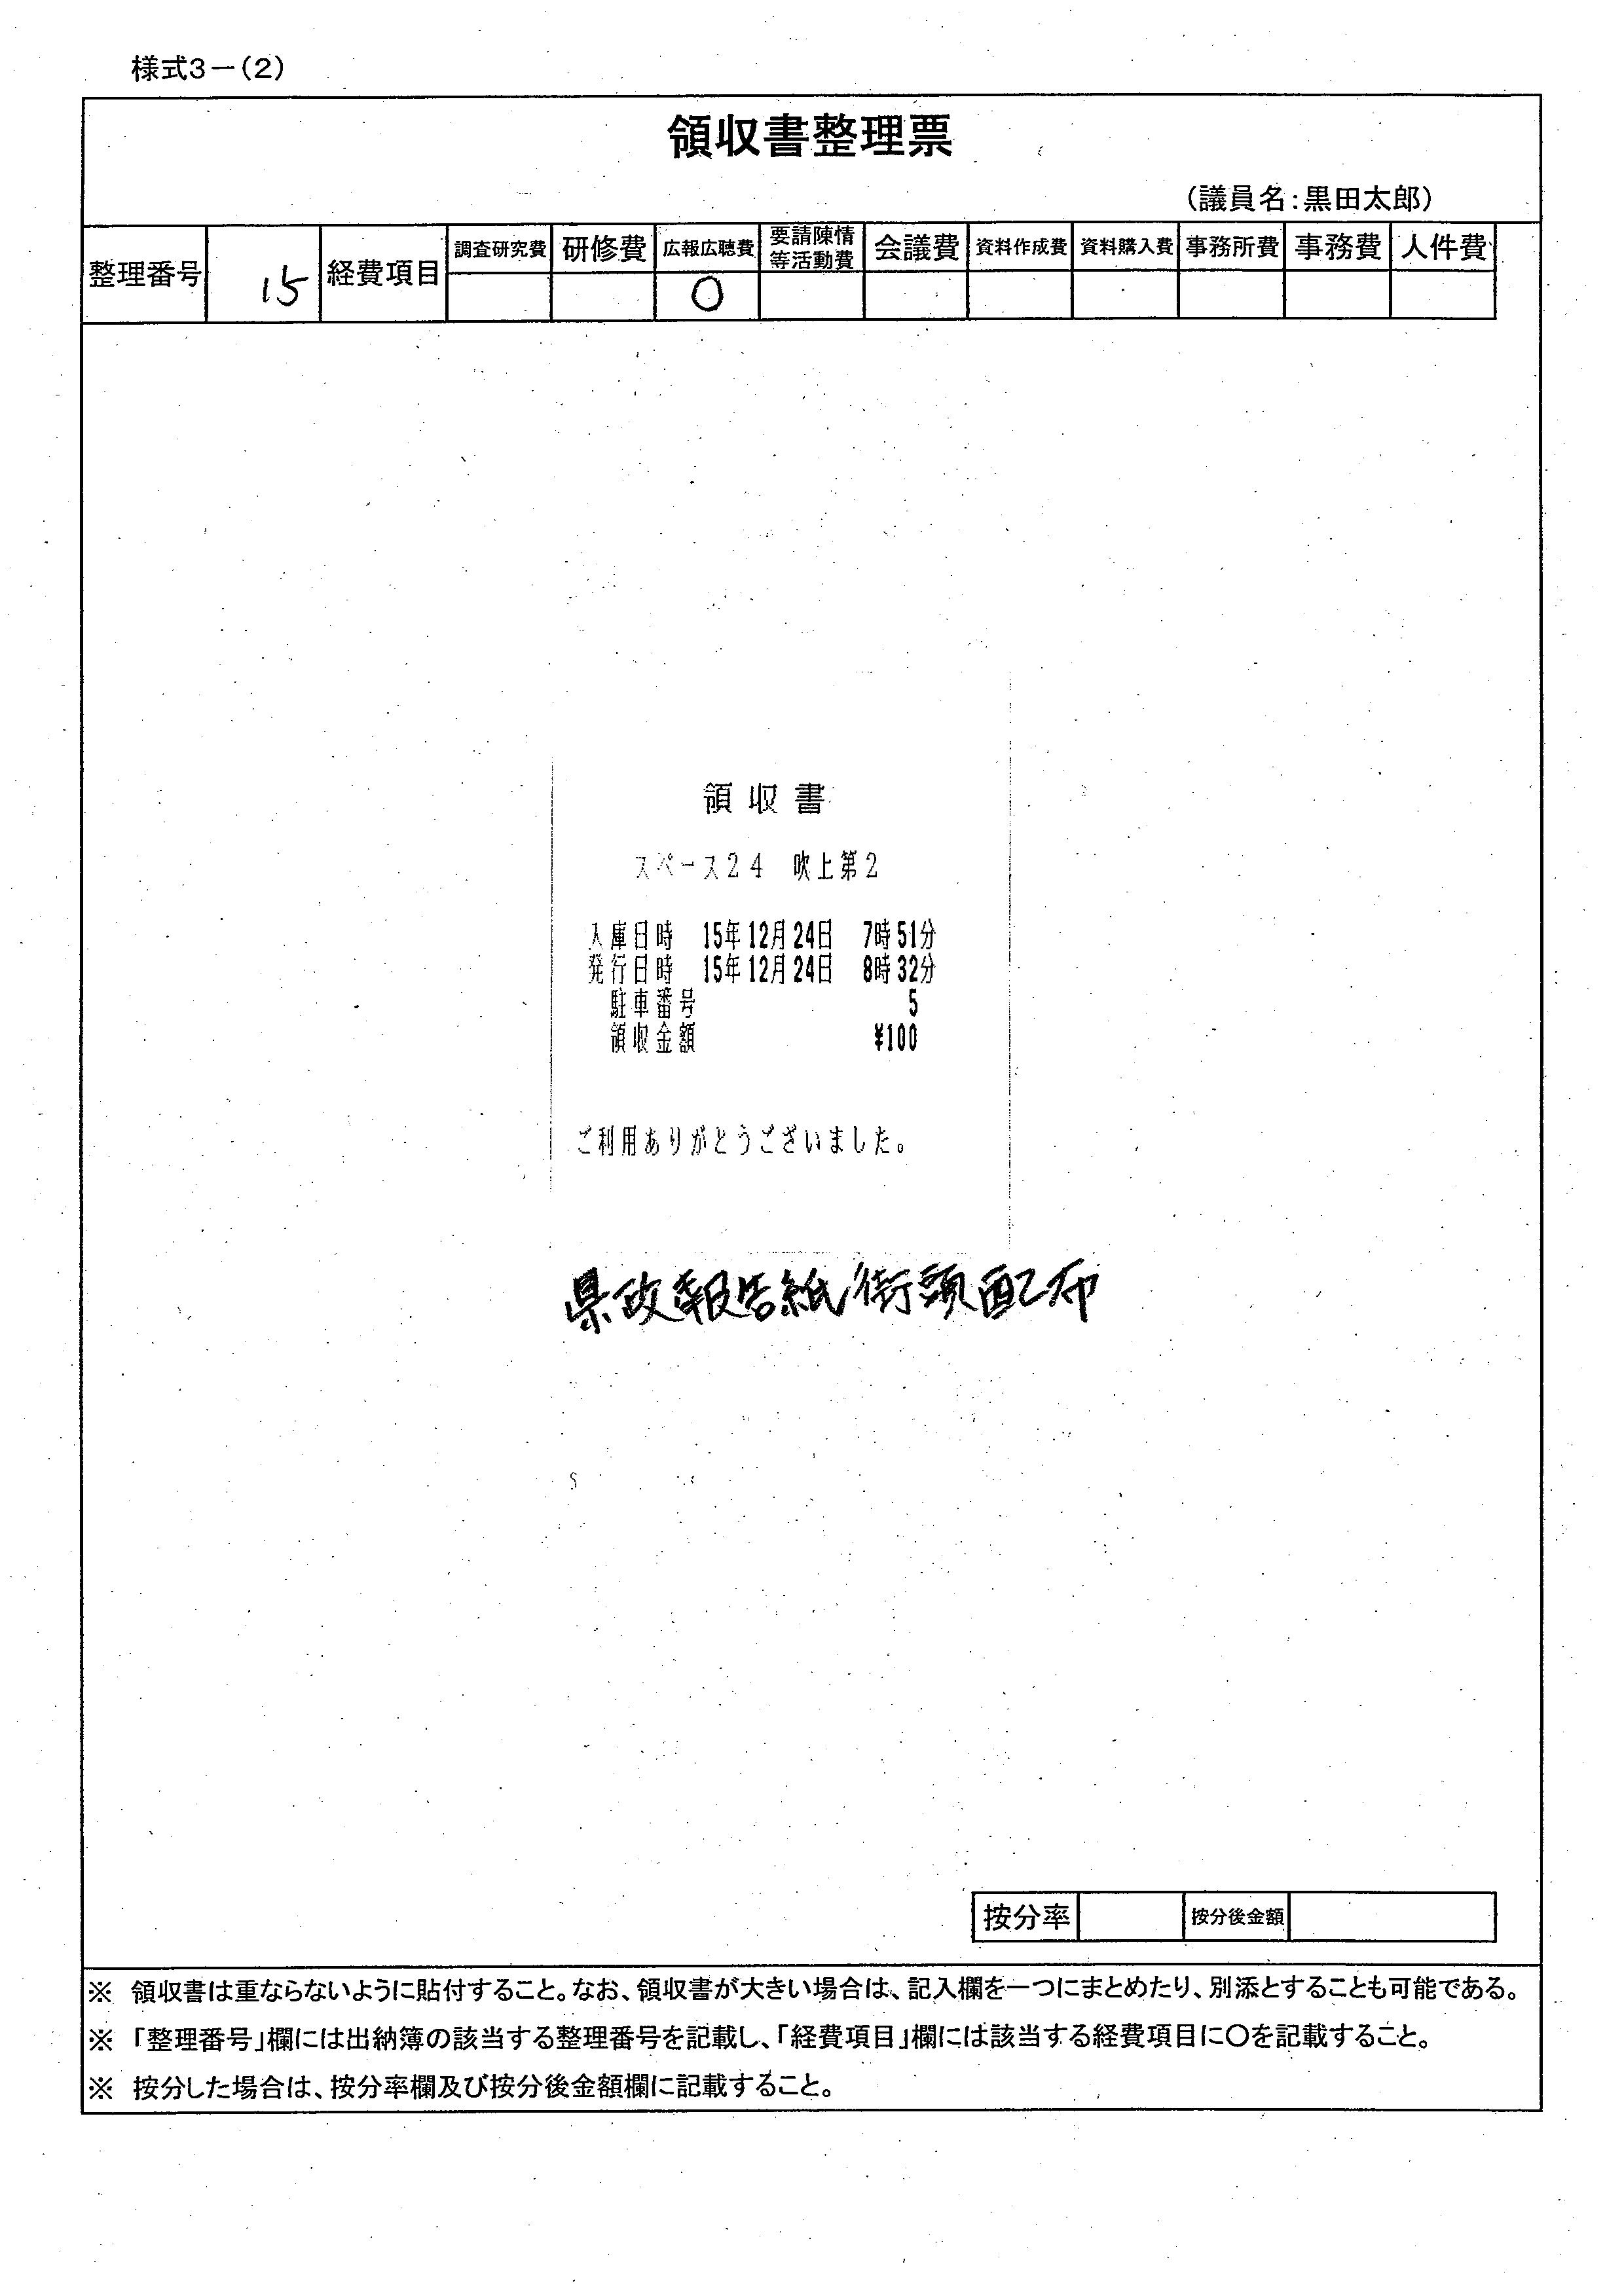 様式3－(2)
領収書整理票
（議員名：黒田太郎）
整理番号 15 経費項目 調査研究費 研修費 広報広聴費 要請陳情等活動費 会議費 資料作成費 資料購入費 事務所費 事務費 人件費
○
領収書
スペース24 吹上第2
入庫日時 15年12月24日 7時51分
発行日時 15年12月24日 8時32分
駐車番号 5
領収金額 ¥100
ご利用ありがとうございました。
県政報告紙街頭配布
按分率 按分後金額
※ 領収書は重ならないように貼付すること。なお、領収書が大きい場合は、記入欄を一つにまとめたり、別添とすることも可能である。
※ 「整理番号」欄には出納簿の該当する整理番号を記載し、「経費項目」欄には該当する経費項目に○を記載すること。
※ 按分した場合は、按分率欄及び按分後金額欄に記載すること。